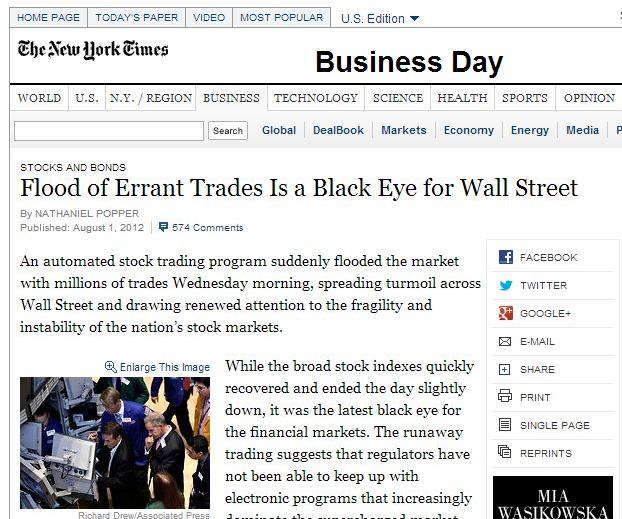 HOME PAGE TODAY'S PAPER VIDEO MOST POPULAR U.S. Edition
The New York Times
Business Day
WORLD U.S. N.Y. / REGION BUSINESS TECHNOLOGY SCIENCE HEALTH SPORTS OPINION
Search Global DealBook Markets Economy Energy Media P
STOCKS AND BONDS
Flood of Errant Trades Is a Black Eye for Wall Street
By NATHANIEL POPPER
Published: August 1, 2012 574 Comments
An automated stock trading program suddenly flooded the market
with millions of trades Wednesday morning, spreading turmoil across
Wall Street and drawing renewed attention to the fragility and
instability of the nation's stock markets.
Enlarge This Image
Richard Drew/Associated Press
While the broad stock indexes quickly
recovered and ended the day slightly
down, it was the latest black eye for
the financial markets. The runaway
trading suggests that regulators have
not been able to keep up with
electronic programs that increasingly
dominate the supercharged market
FACEBOOK
TWITTER
GOOGLE+
E-MAIL
SHARE
PRINT
SINGLE PAGE
REPRINTS
MIA
WASIKOWSKA